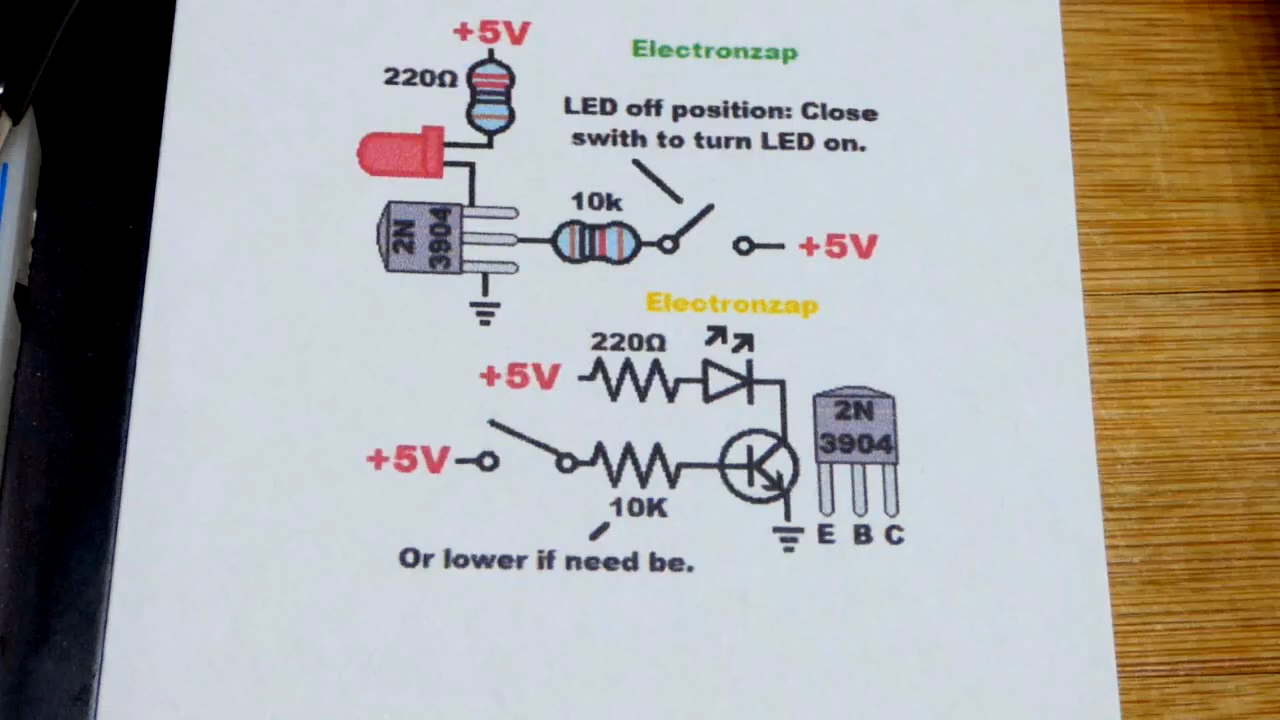 +5V
Electronzap
220Ω
LED off position: Close
swith to turn LED on.
10k
2N
3904
+5V
Electronzap
220Ω
+5V
2N
3904
+5V
10K
E B C
Or lower if need be.